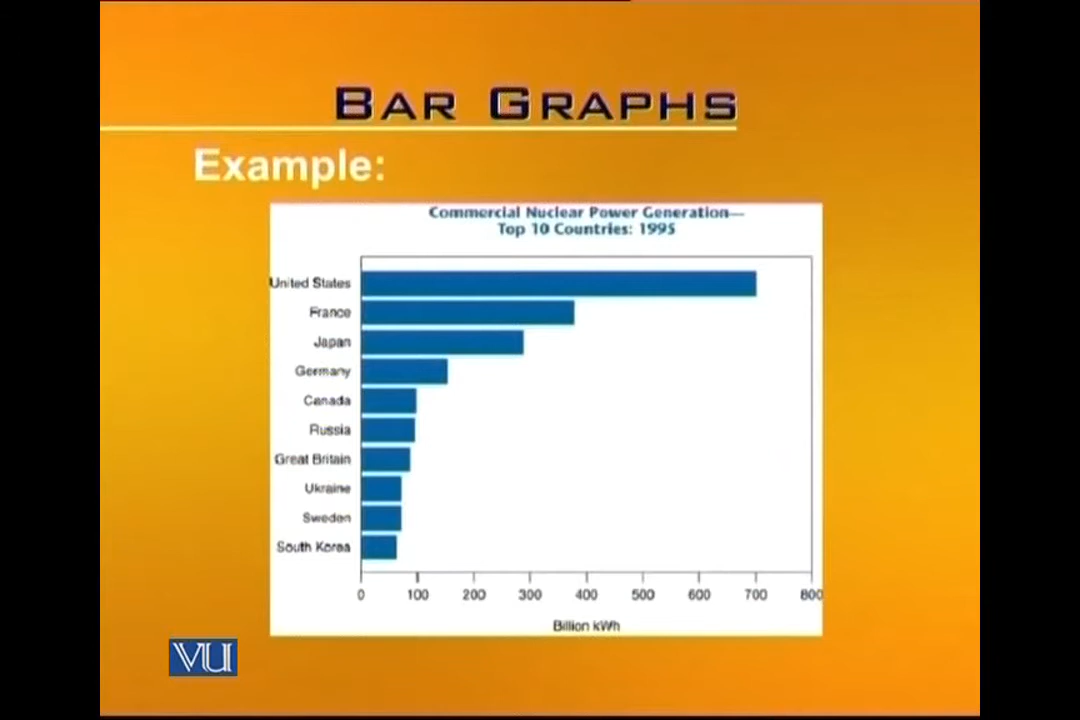 BAR GRAPHS
Example:
Commercial Nuclear Power Generation—
Top 10 Countries: 1995
United States
France
Japan
Germany
Canada
Russia
Great Britain
Ukraine
Sweden
South Korea
0 100 200 300 400 500 600 700 800
Billion kWh
VU